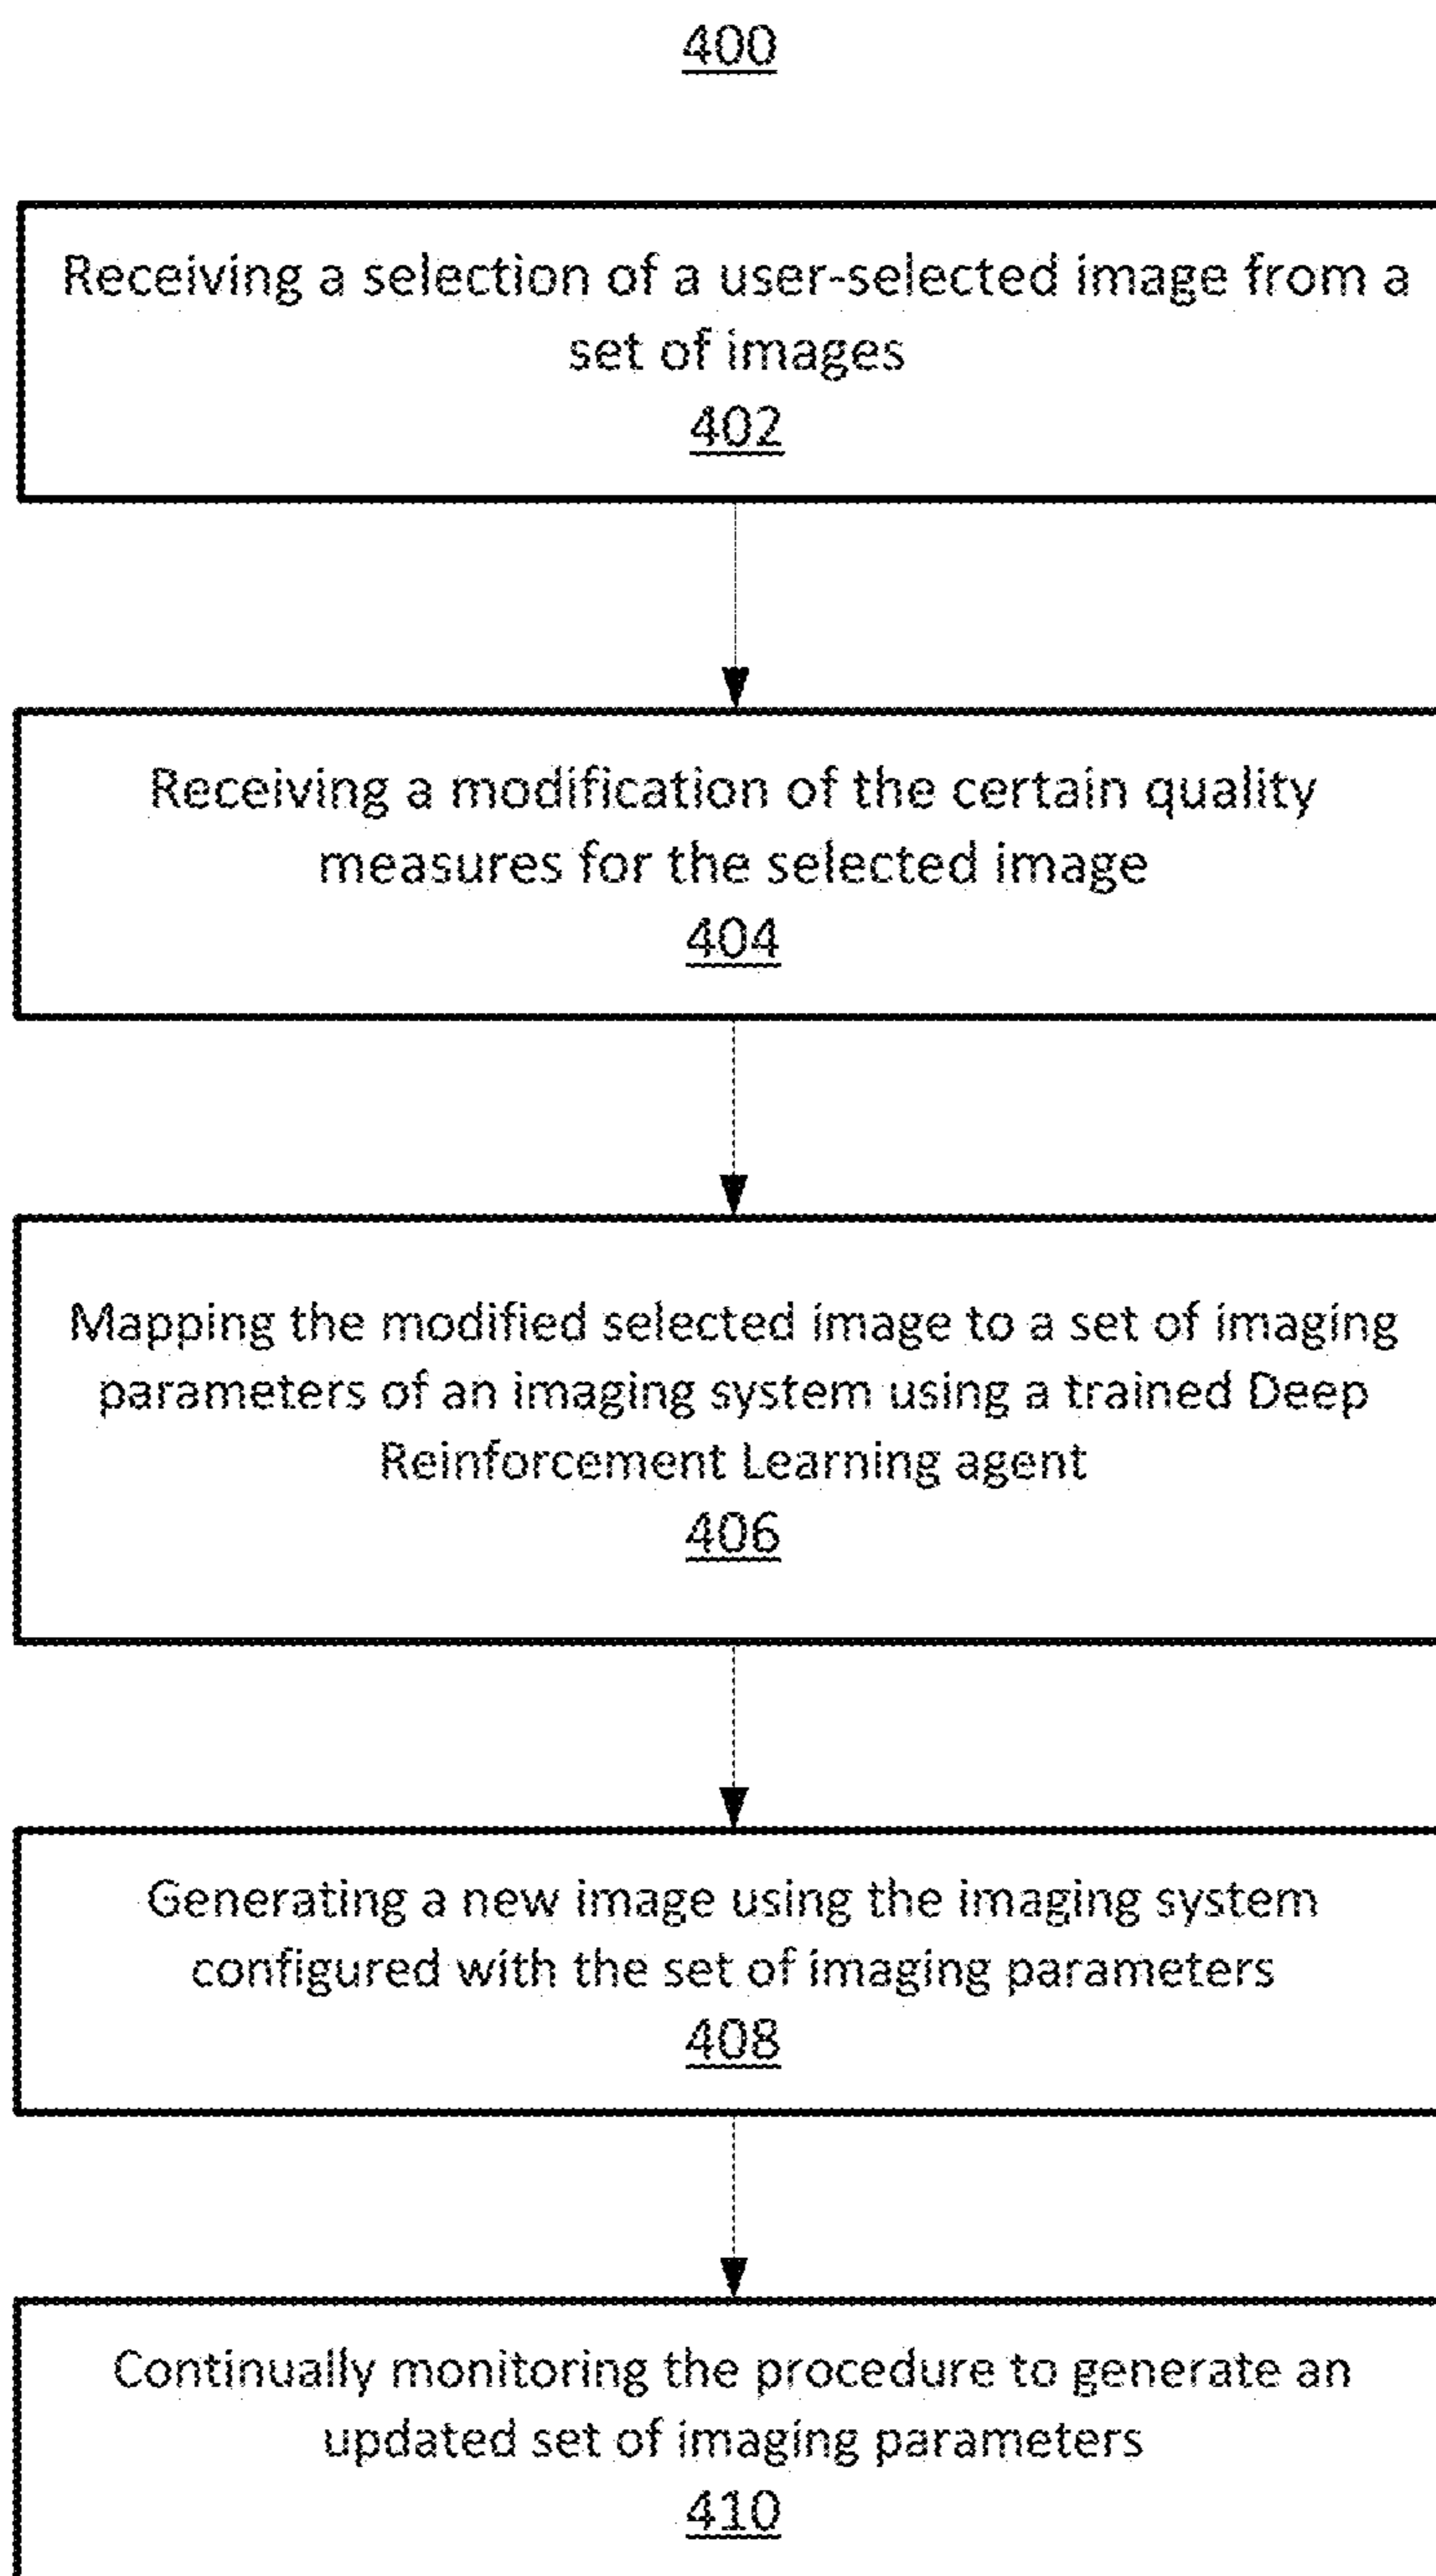 400
Receiving a selection of a user-selected image from a
set of images
402
Receiving a modification of the certain quality
measures for the selected image
404
Mapping the modified selected image to a set of imaging
parameters of an imaging system using a trained Deep
Reinforcement Learning agent
406
Generating a new image using the imaging system
configured with the set of imaging parameters
408
Continually monitoring the procedure to generate an
updated set of imaging parameters
410